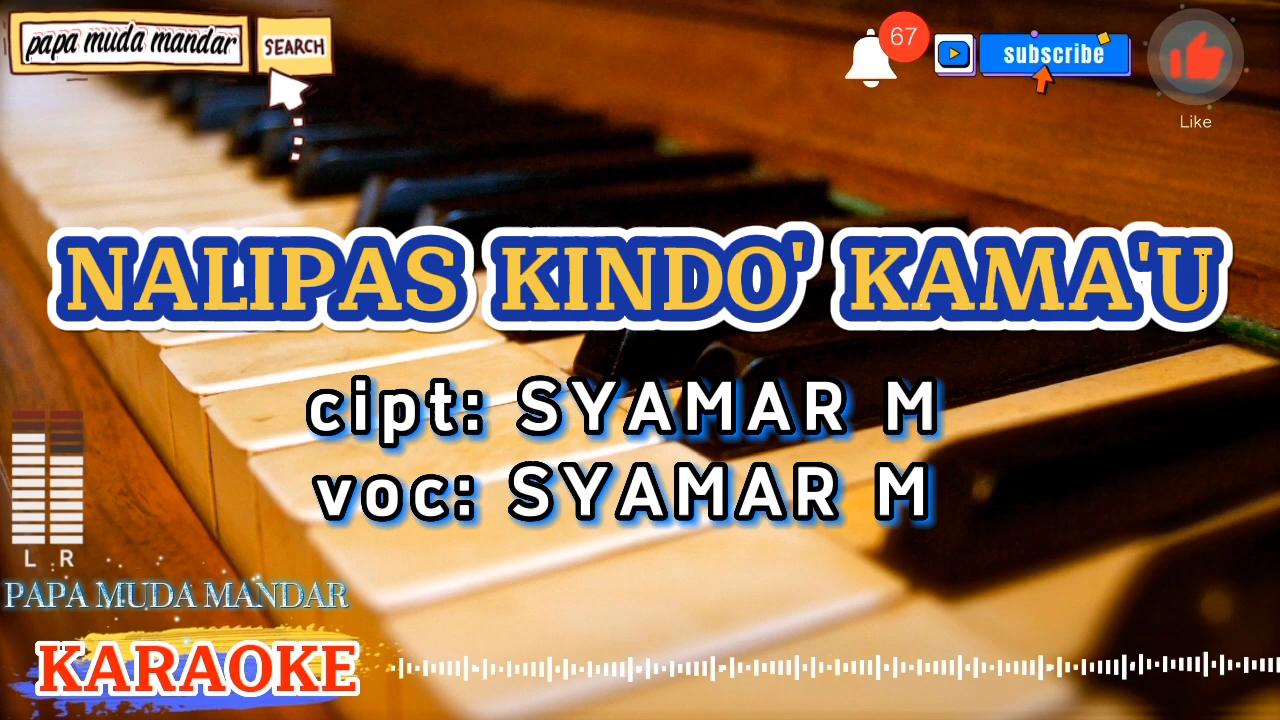 papa muda mandar SEARCH
67
subscribe
Like
NALIPAS KINDO' KAMA'U
cipt: SYAMAR M
voc: SYAMAR M
L R
PAPA MUDA MANDAR
KARAOKE